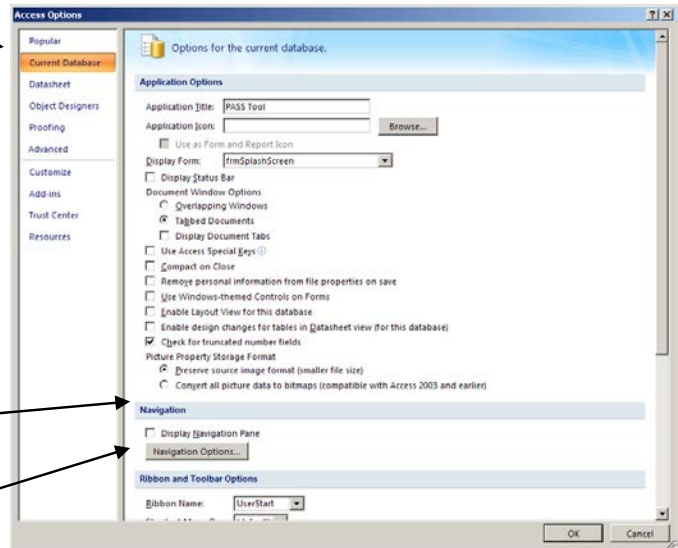 Access Options
Popular
Current Database
Datasheet
Object Designers
Proofing
Advanced
Customize
Add-ins
Trust Center
Resources
Options for the current database.
Application Options
Application Title: PASS Tool
Application Icon: Browse...
Use as Form and Report Icon
Display Form: frmSplashScreen
Display Status Bar
Document Window Options
Overlapping Windows
Tabbed Documents
Display Document Tabs
Use Access Special Keys
Compact on Close
Remove personal information from file properties on save
Use Windows-themed Controls on Forms
Enable Layout View for this database
Enable design changes for tables in Datasheet view (for this database)
Check for truncated number fields
Picture Property Storage Format
Preserve source image format (smaller file size)
Convert all picture data to bitmaps (compatible with Access 2003 and earlier)
Navigation
Display Navigation Pane
Navigation Options...
Ribbon and Toolbar Options
Ribbon Name: UserStart
OK Cancel